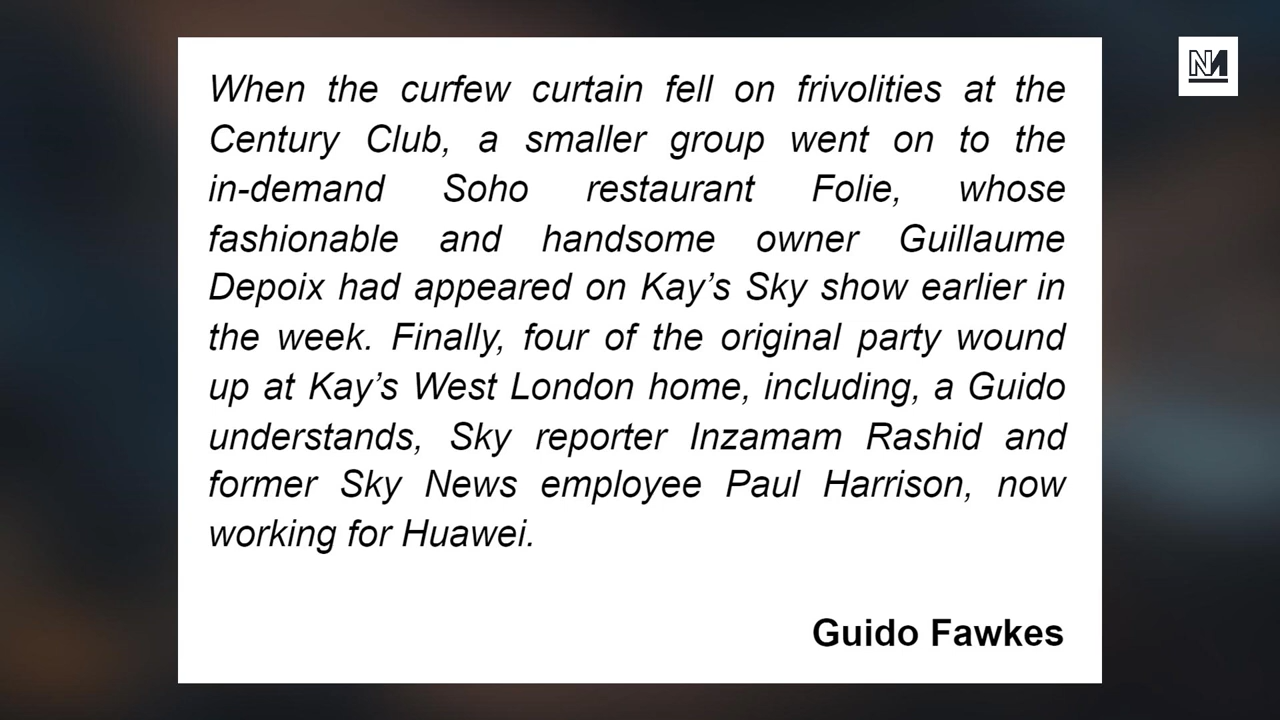 When the curfew curtain fell on frivolities at the
Century Club, a smaller group went on to the
in-demand Soho restaurant Folie, whose
fashionable and handsome owner Guillaume
Depoix had appeared on Kay’s Sky show earlier in
the week. Finally, four of the original party wound
up at Kay’s West London home, including, a Guido
understands, Sky reporter Inzamam Rashid and
former Sky News employee Paul Harrison, now
working for Huawei.
Guido Fawkes
NM